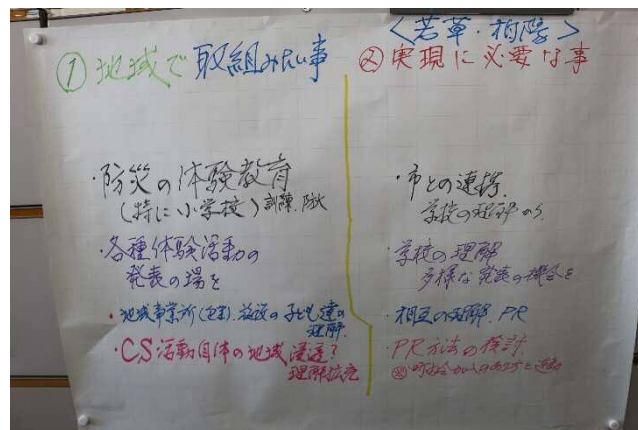 ＜若草・相陽＞
①地域で取組みたい事
・防災の体験教育
(特に小学校)訓練、防火
・各種体験活動の
発表の場を
・地域事業所(企業)、施設の子ども達の
理解
・CS活動自体の地域浸透？
理解拡充
②実現に必要な事
・市との連携、
学校の理解から
・学校の理解
多様な発表の機会を
・相互の理解、PR
・PR方法の検討